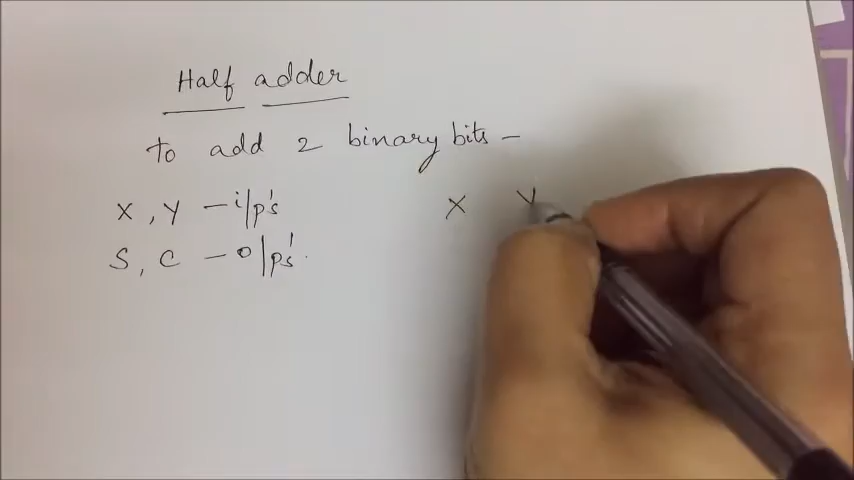 Half adder
To add 2 binary bits -
X, Y - i/p's X Y
S, C - o/p's.